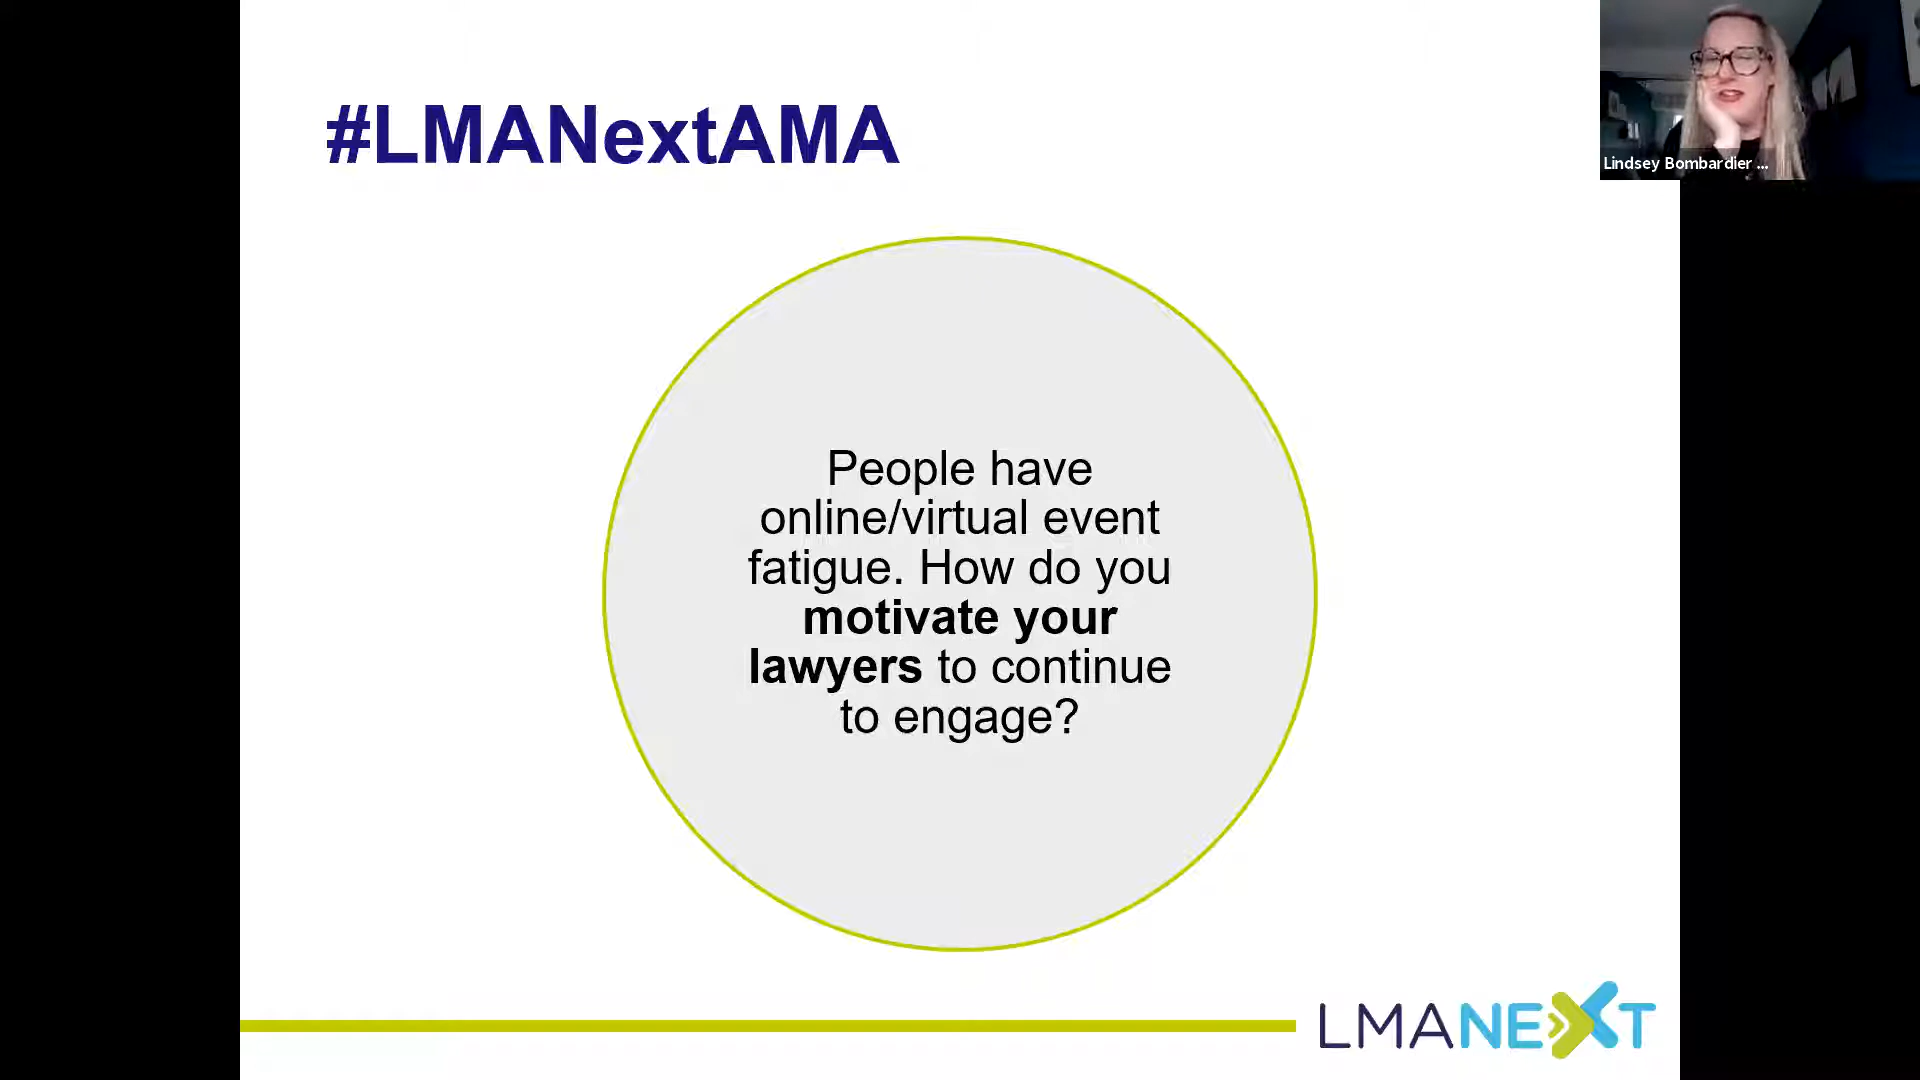 #LMANextAMA
Lindsey Bombardier ...
People have
online/virtual event
fatigue. How do you
motivate your
lawyers to continue
to engage?
LMANEXT